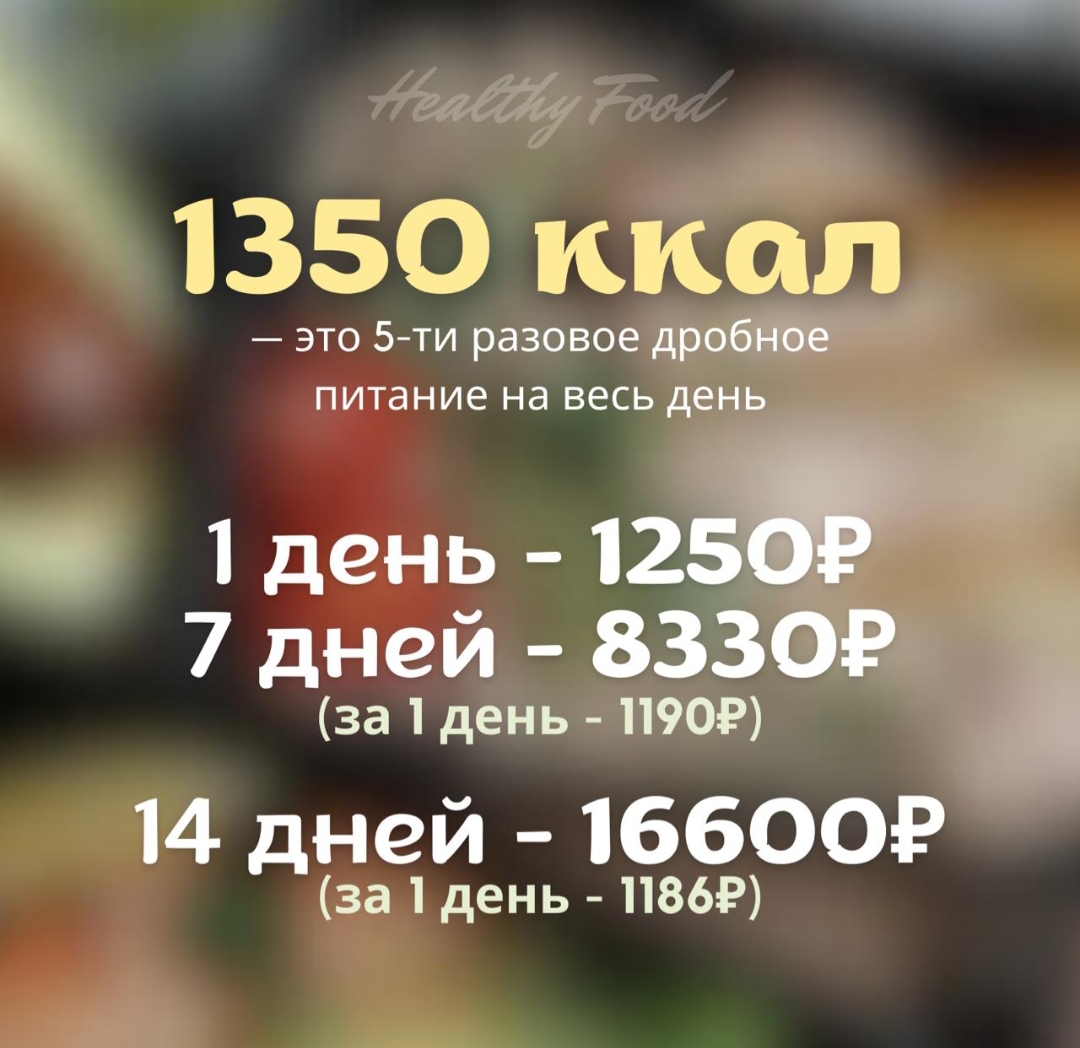 Healthy Food
1350 ккал
— это 5-ти разовое дробное
питание на весь день
1 день - 1250₽
7 дней - 8330₽
(за 1 день - 1190₽)
14 дней - 16600₽
(за 1 день - 1186₽)